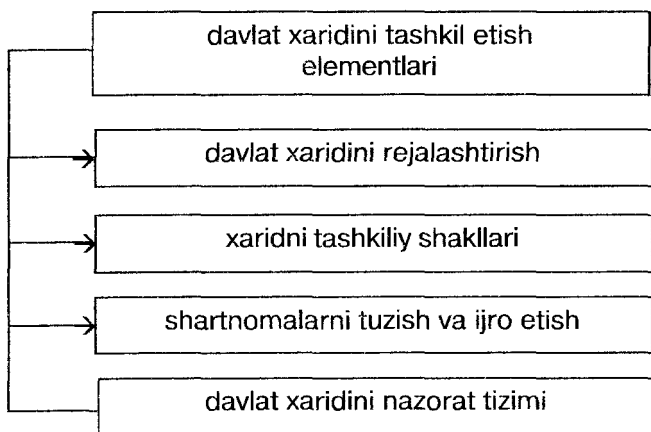 davlat xaridini tashkil etish
elementlari
davlat xaridini rejalashtirish
xaridni tashkiliy shakllari
shartnomalarni tuzish va ijro etish
davlat xaridini nazorat tizimi